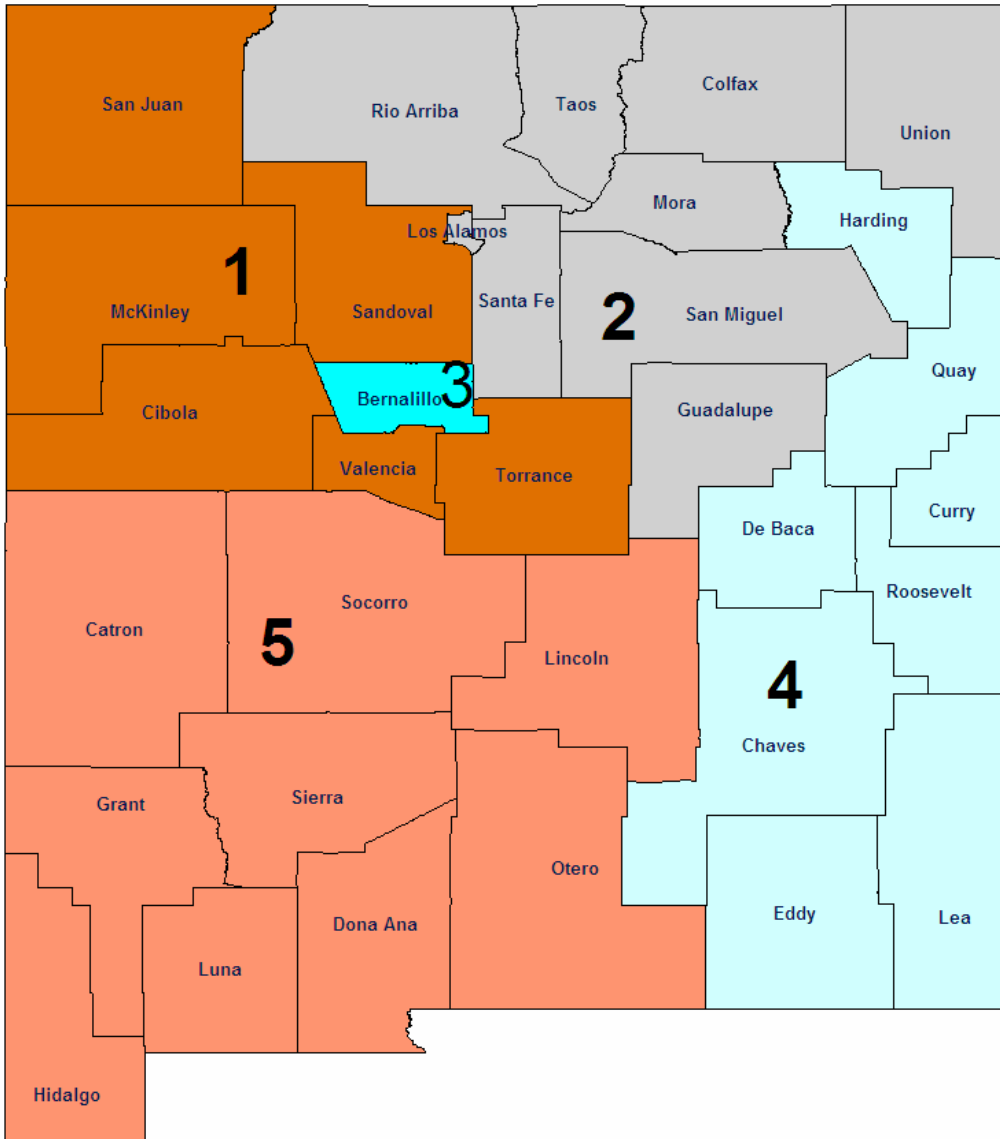 San Juan
Rio Arriba
Taos
Colfax
Union
Mora
Harding
Los Alamos
1
McKinley
Sandoval
Santa Fe
2
San Miguel
Quay
Bernalillo
3
Cibola
Guadalupe
Valencia
Torrance
Curry
De Baca
Roosevelt
Catron
5
Socorro
Lincoln
4
Chaves
Grant
Sierra
Otero
Dona Ana
Eddy
Lea
Luna
Hidalgo